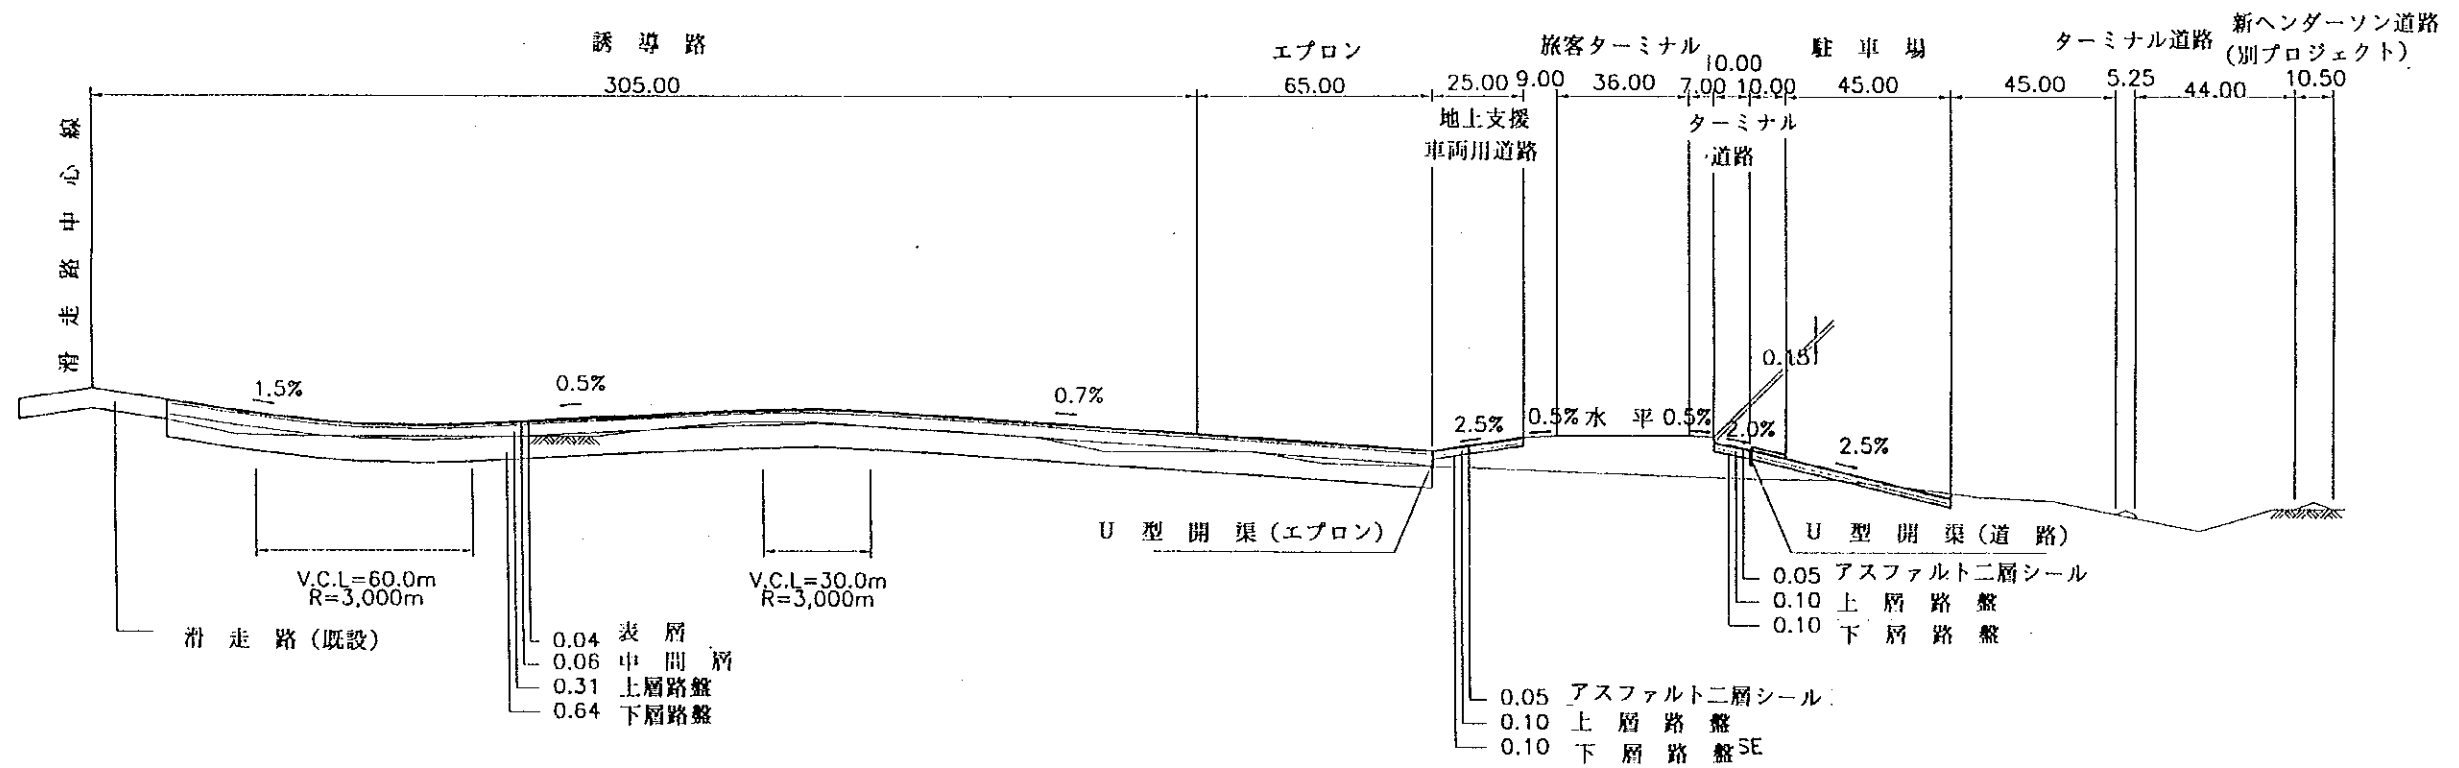 誘 導 路
エプロン
旅客ターミナル
駐 車 場
ターミナル道路
新ヘンダーソン道路
(別プロジェクト)
305.00
65.00
25.00
9.00
36.00
7.00
10.00
10.00
45.00
45.00
5.25
44.00
10.50
地上支援
車両用道路
ターミナル
道路
滑走路中心線
1.5%
0.5%
0.7%
2.5%
0.5%
水 平
0.5%
2.0%
0.15
2.5%
V.C.L=60.0m
R=3,000m
V.C.L=30.0m
R=3,000m
U 型 開 渠 (エプロン)
U 型 開 渠 (道 路)
滑 走 路 (既設)
0.04 表 層
0.06 中 間 層
0.31 上層路盤
0.64 下層路盤
0.05 アスファルト二層シール
0.10 上 層 路 盤
0.10 下 層 路 盤
0.05 アスファルト二層シール
0.10 上 層 路 盤
0.10 下 層 路 盤 SE